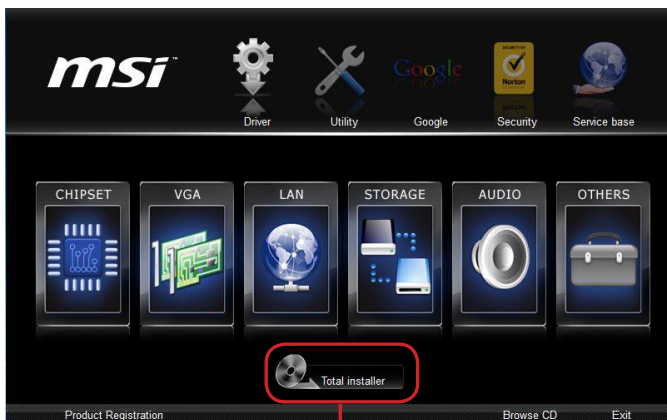 msi™
Google
SECURITY BY
Norton
Driver Utility Google Security Service base
CHIPSET VGA LAN STORAGE AUDIO OTHERS
Total installer
Product Registration Browse CD Exit